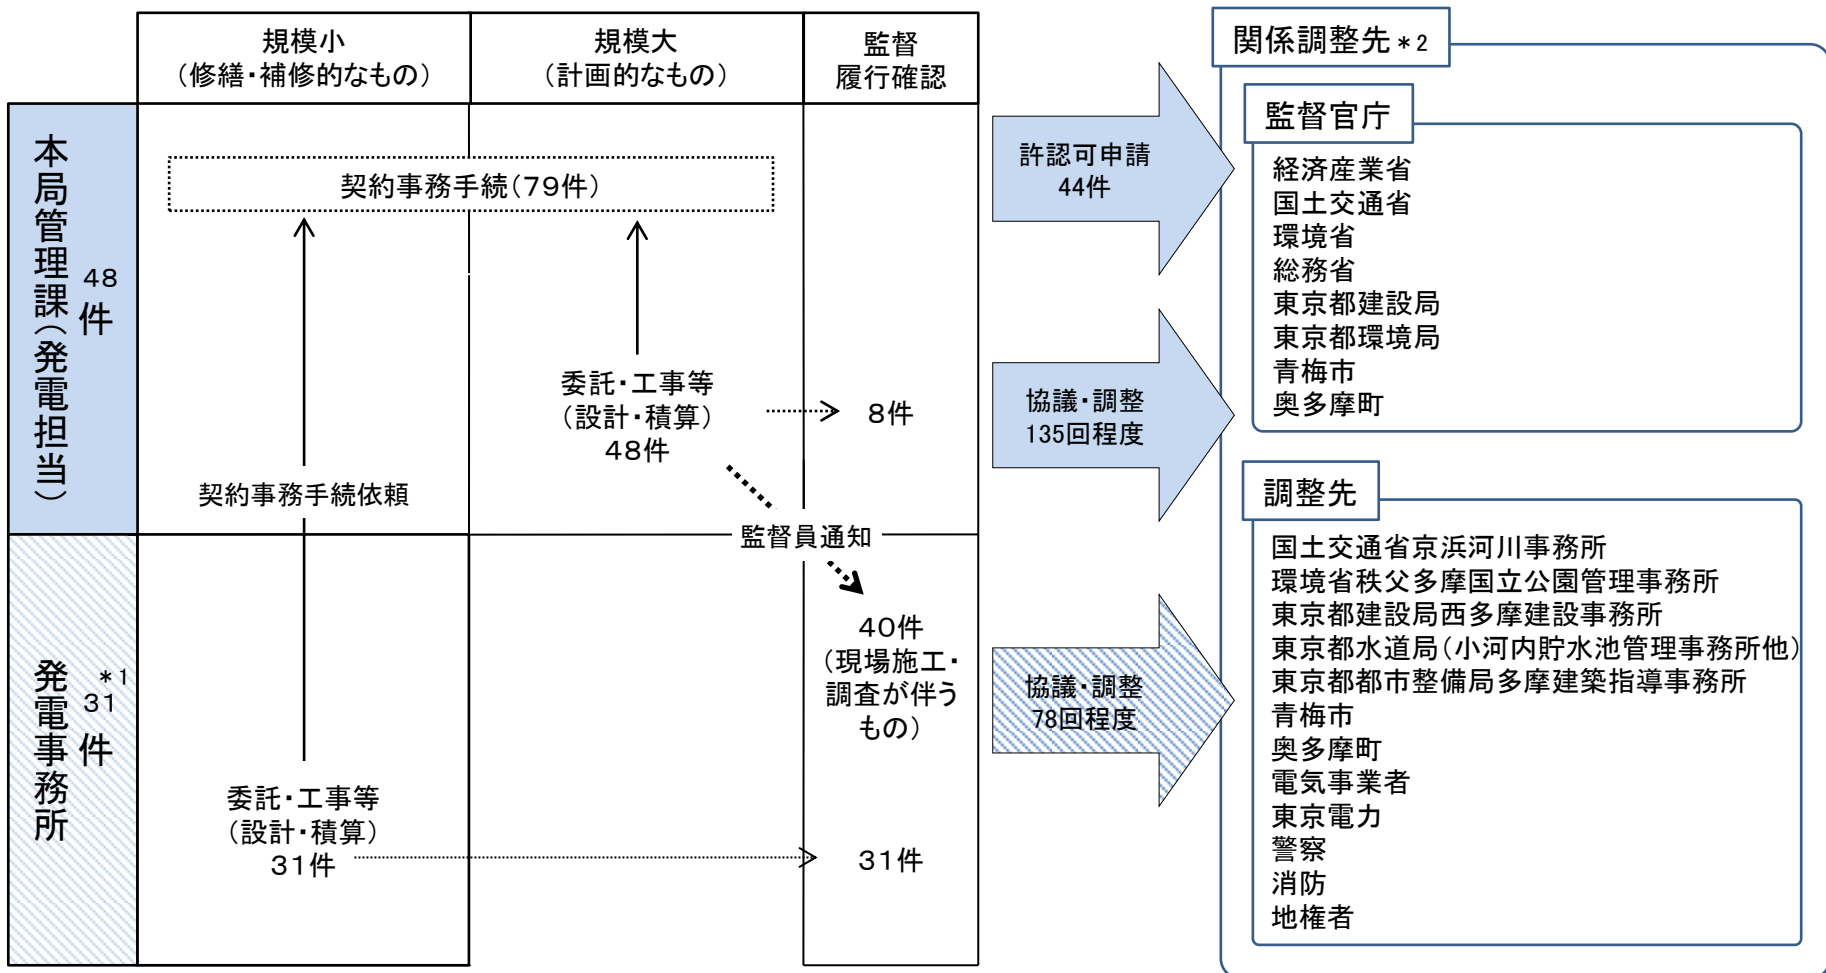 規模小
（修繕・補修的なもの）
規模大
（計画的なもの）
監督
履行確認
本局管理課（発電担当）
48
件
契約事務手続（79件）
委託・工事等
（設計・積算）
48件
8件
契約事務手続依頼
監督員通知
発電事務所
＊1
31
件
委託・工事等
（設計・積算）
31件
40件
（現場施工・
調査が伴う
もの）
31件
許認可申請
44件
協議・調整
135回程度
協議・調整
78回程度
関係調整先＊2
監督官庁
経済産業省
国土交通省
環境省
総務省
東京都建設局
東京都環境局
青梅市
奥多摩町
調整先
国土交通省京浜河川事務所
環境省秩父多摩国立公園管理事務所
東京都建設局西多摩建設事務所
東京都水道局（小河内貯水池管理事務所他）
東京都都市整備局多摩建築指導事務所
青梅市
奥多摩町
電気事業者
東京電力
警察
消防
地権者